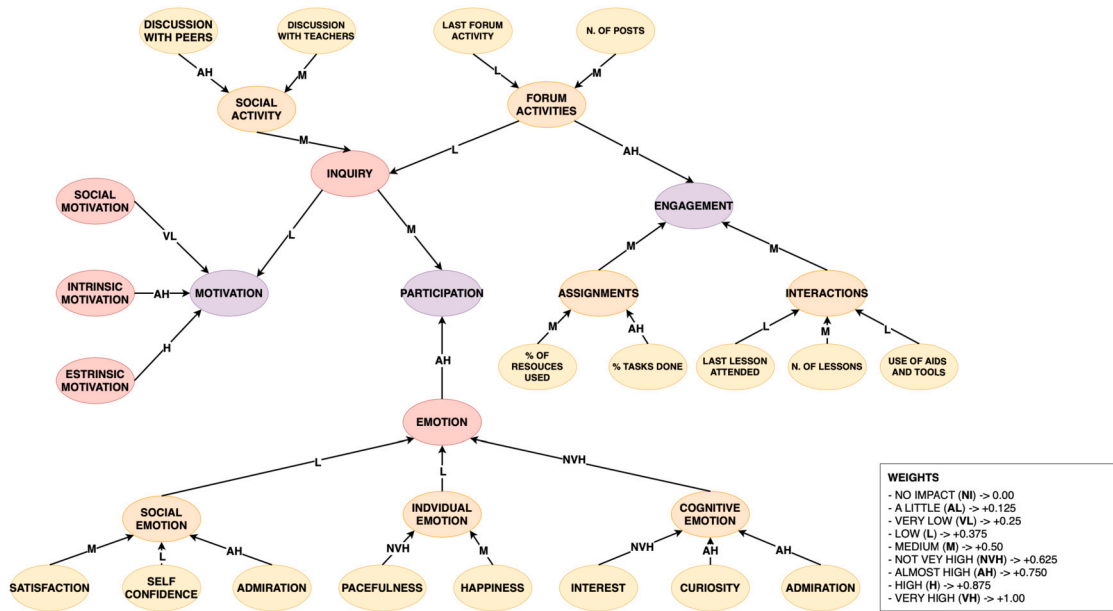 DISCUSSION
WITH PEERS
DISCUSSION
WITH TEACHERS
LAST FORUM
ACTIVITY
N. OF POSTS
AH
M
L
M
SOCIAL
ACTIVITY
FORUM
ACTIVITIES
M
L
AH
INQUIRY
SOCIAL
MOTIVATION
ENGAGEMENT
VL
L
M
M
M
INTRINSIC
MOTIVATION
AH
MOTIVATION
PARTICIPATION
ASSIGNMENTS
INTERACTIONS
H
M
AH
L
M
L
ESTRINSIC
MOTIVATION
AH
% OF
RESOUCES
USED
% TASKS DONE
LAST LESSON
ATTENDED
N. OF LESSONS
USE OF AIDS
AND TOOLS
EMOTION
L
L
NVH
SOCIAL
EMOTION
INDVIDUAL
EMOTION
COGNITIVE
EMOTION
M
L
AH
NVH
M
NVH
AH
AH
SATISFACTION
SELF
CONFIDENCE
ADMIRATION
PACEFULNESS
HAPPINESS
INTEREST
CURIOSITY
ADMIRATION
WEIGHTS
- NO IMPACT (NI) -> 0.00
- A LITTLE (AL) -> +0.125
- VERY LOW (VL) -> +0.25
- LOW (L) -> +0.375
- MEDIUM (M) -> +0.50
- NOT VEY HIGH (NVH) -> +0.625
- ALMOST HIGH (AH) -> +0.750
- HIGH (H) -> +0.875
- VERY HIGH (VH) -> +1.00